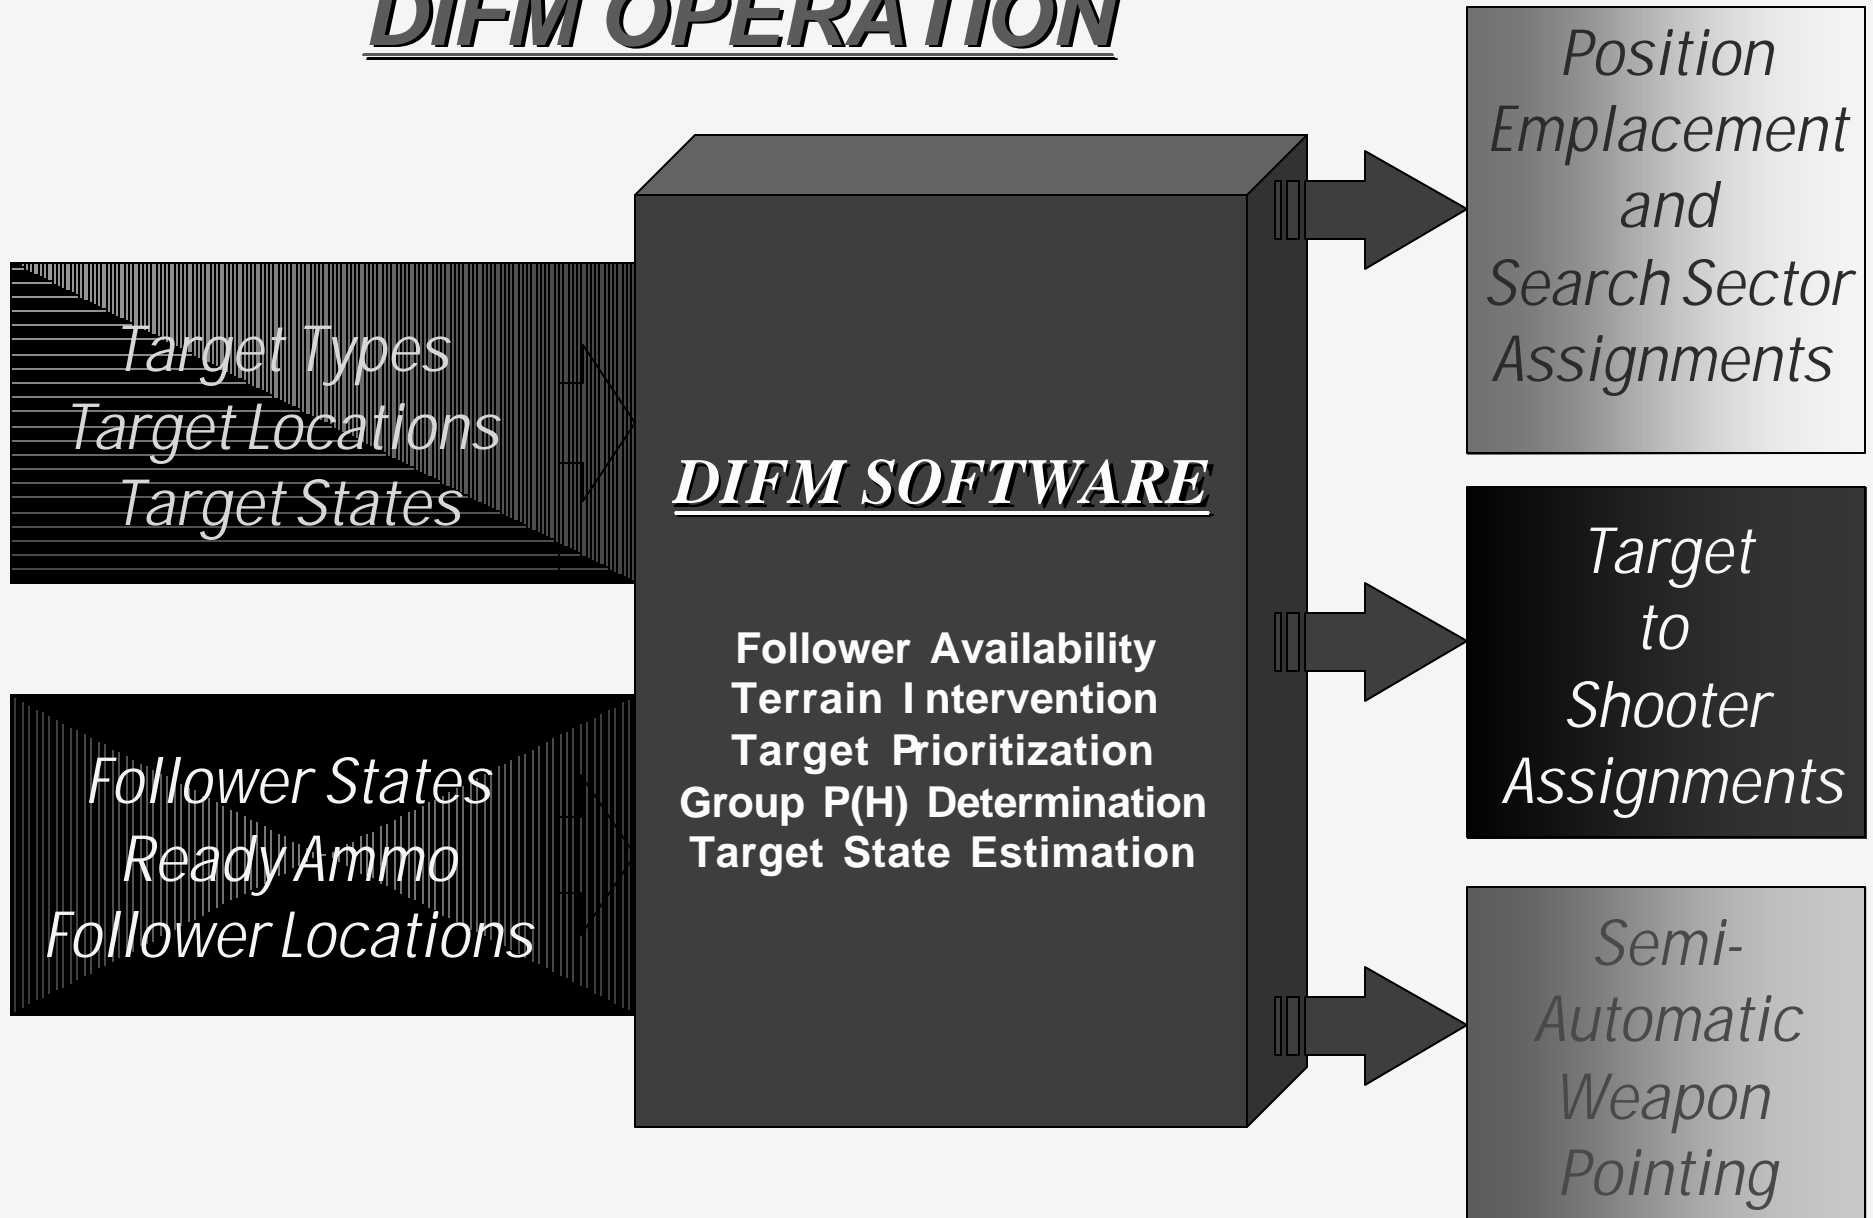 DIFM OPERATION
Target Types
Target Locations
Target States
Follower States
Ready Ammo
Follower Locations
DIFM SOFTWARE
Follower Availability
Terrain Intervention
Target Prioritization
Group P(H) Determination
Target State Estimation
Position
Emplacement
and
Search Sector
Assignments
Target
to
Shooter
Assignments
Semi-
Automatic
Weapon
Pointing